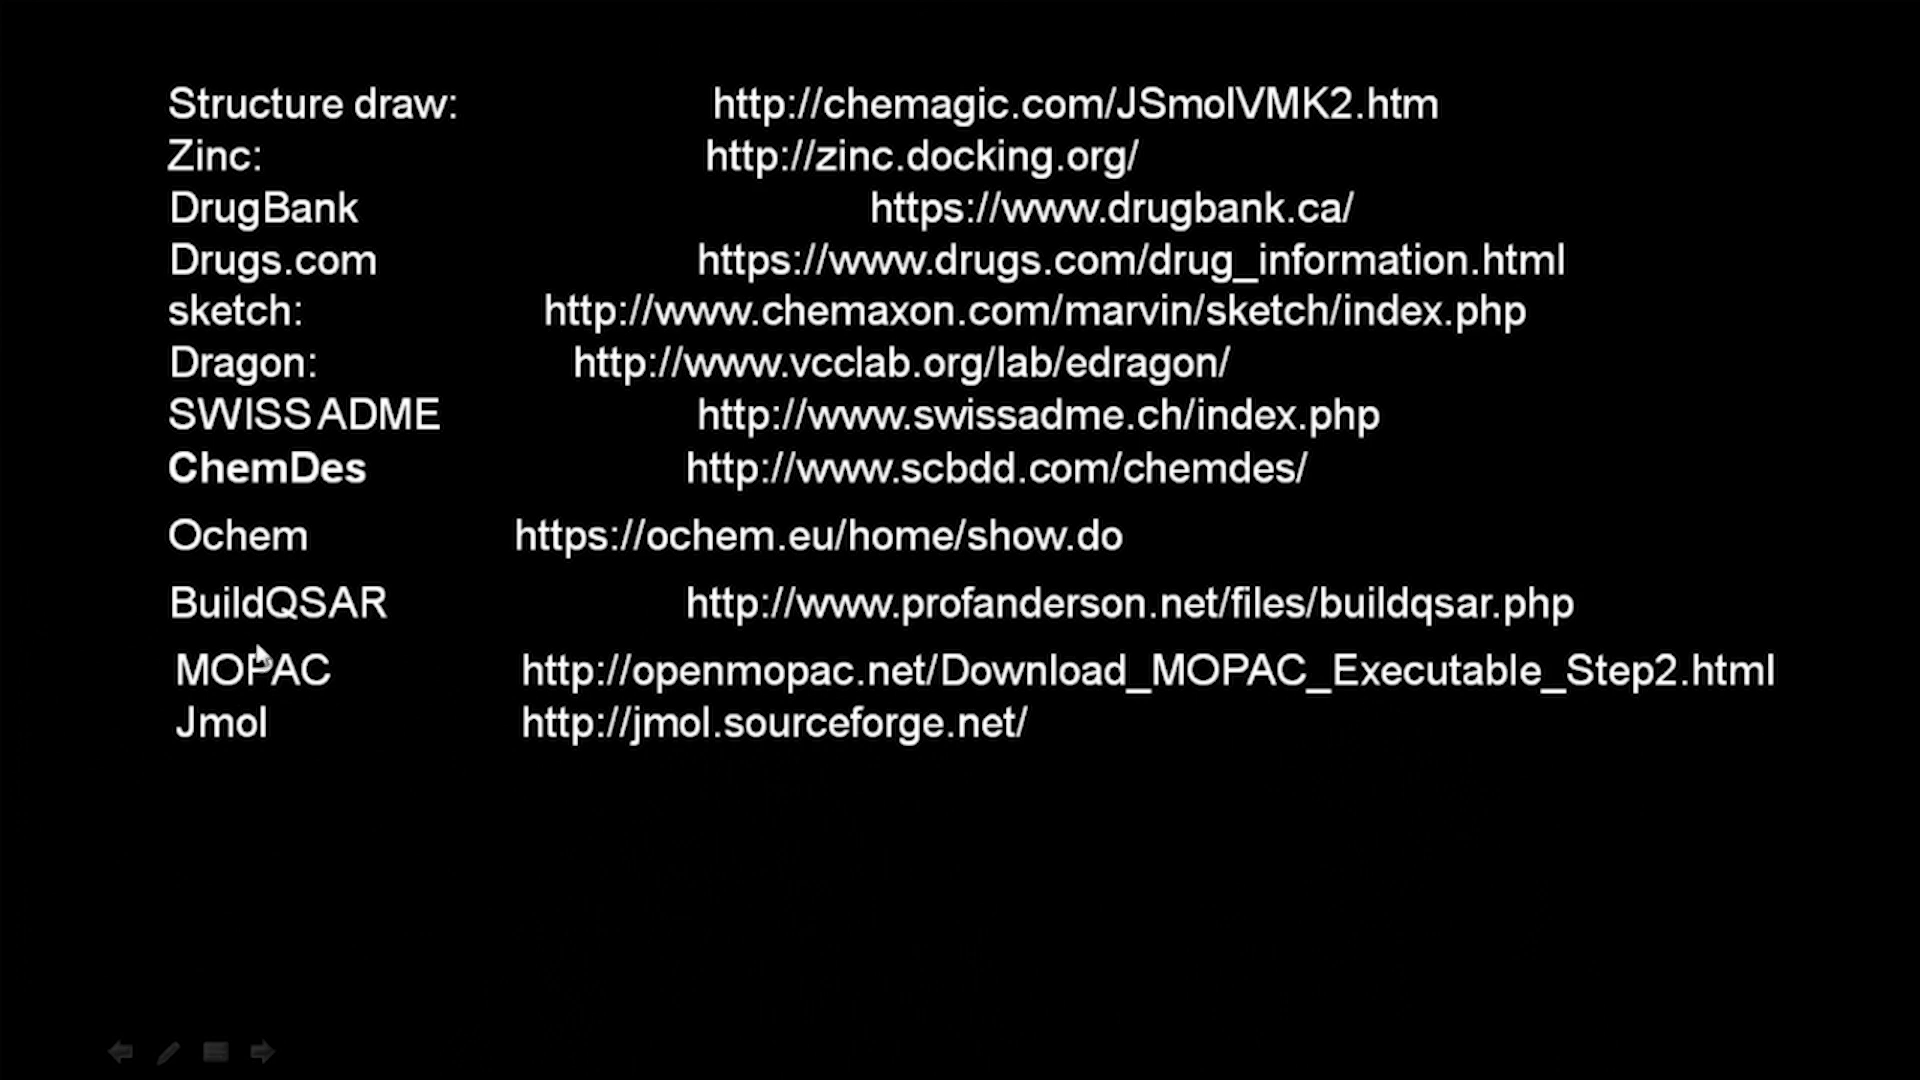 Structure draw: http://chemagic.com/JSmolVMK2.htm
Zinc: http://zinc.docking.org/
DrugBank https://www.drugbank.ca/
Drugs.com https://www.drugs.com/drug_information.html
sketch: http://www.chemaxon.com/marvin/sketch/index.php
Dragon: http://www.vcclab.org/lab/edragon/
SWISS ADME http://www.swissadme.ch/index.php
ChemDes http://www.scbdd.com/chemdes/
Ochem https://ochem.eu/home/show.do
BuildQSAR http://www.profanderson.net/files/buildqsar.php
MOPAC http://openmopac.net/Download_MOPAC_Executable_Step2.html
Jmol http://jmol.sourceforge.net/